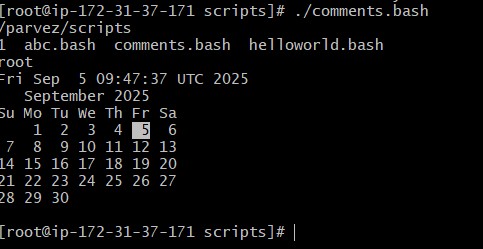 [root@ip-172-31-37-171 scripts]# ./comments.bash
/parvez/scripts
1  abc.bash  comments.bash  helloworld.bash
root
Fri Sep  5 09:47:37 UTC 2025
   September 2025
Su Mo Tu We Th Fr Sa
    1  2  3  4  5  6
 7  8  9 10 11 12 13
14 15 16 17 18 19 20
21 22 23 24 25 26 27
28 29 30
[root@ip-172-31-37-171 scripts]#